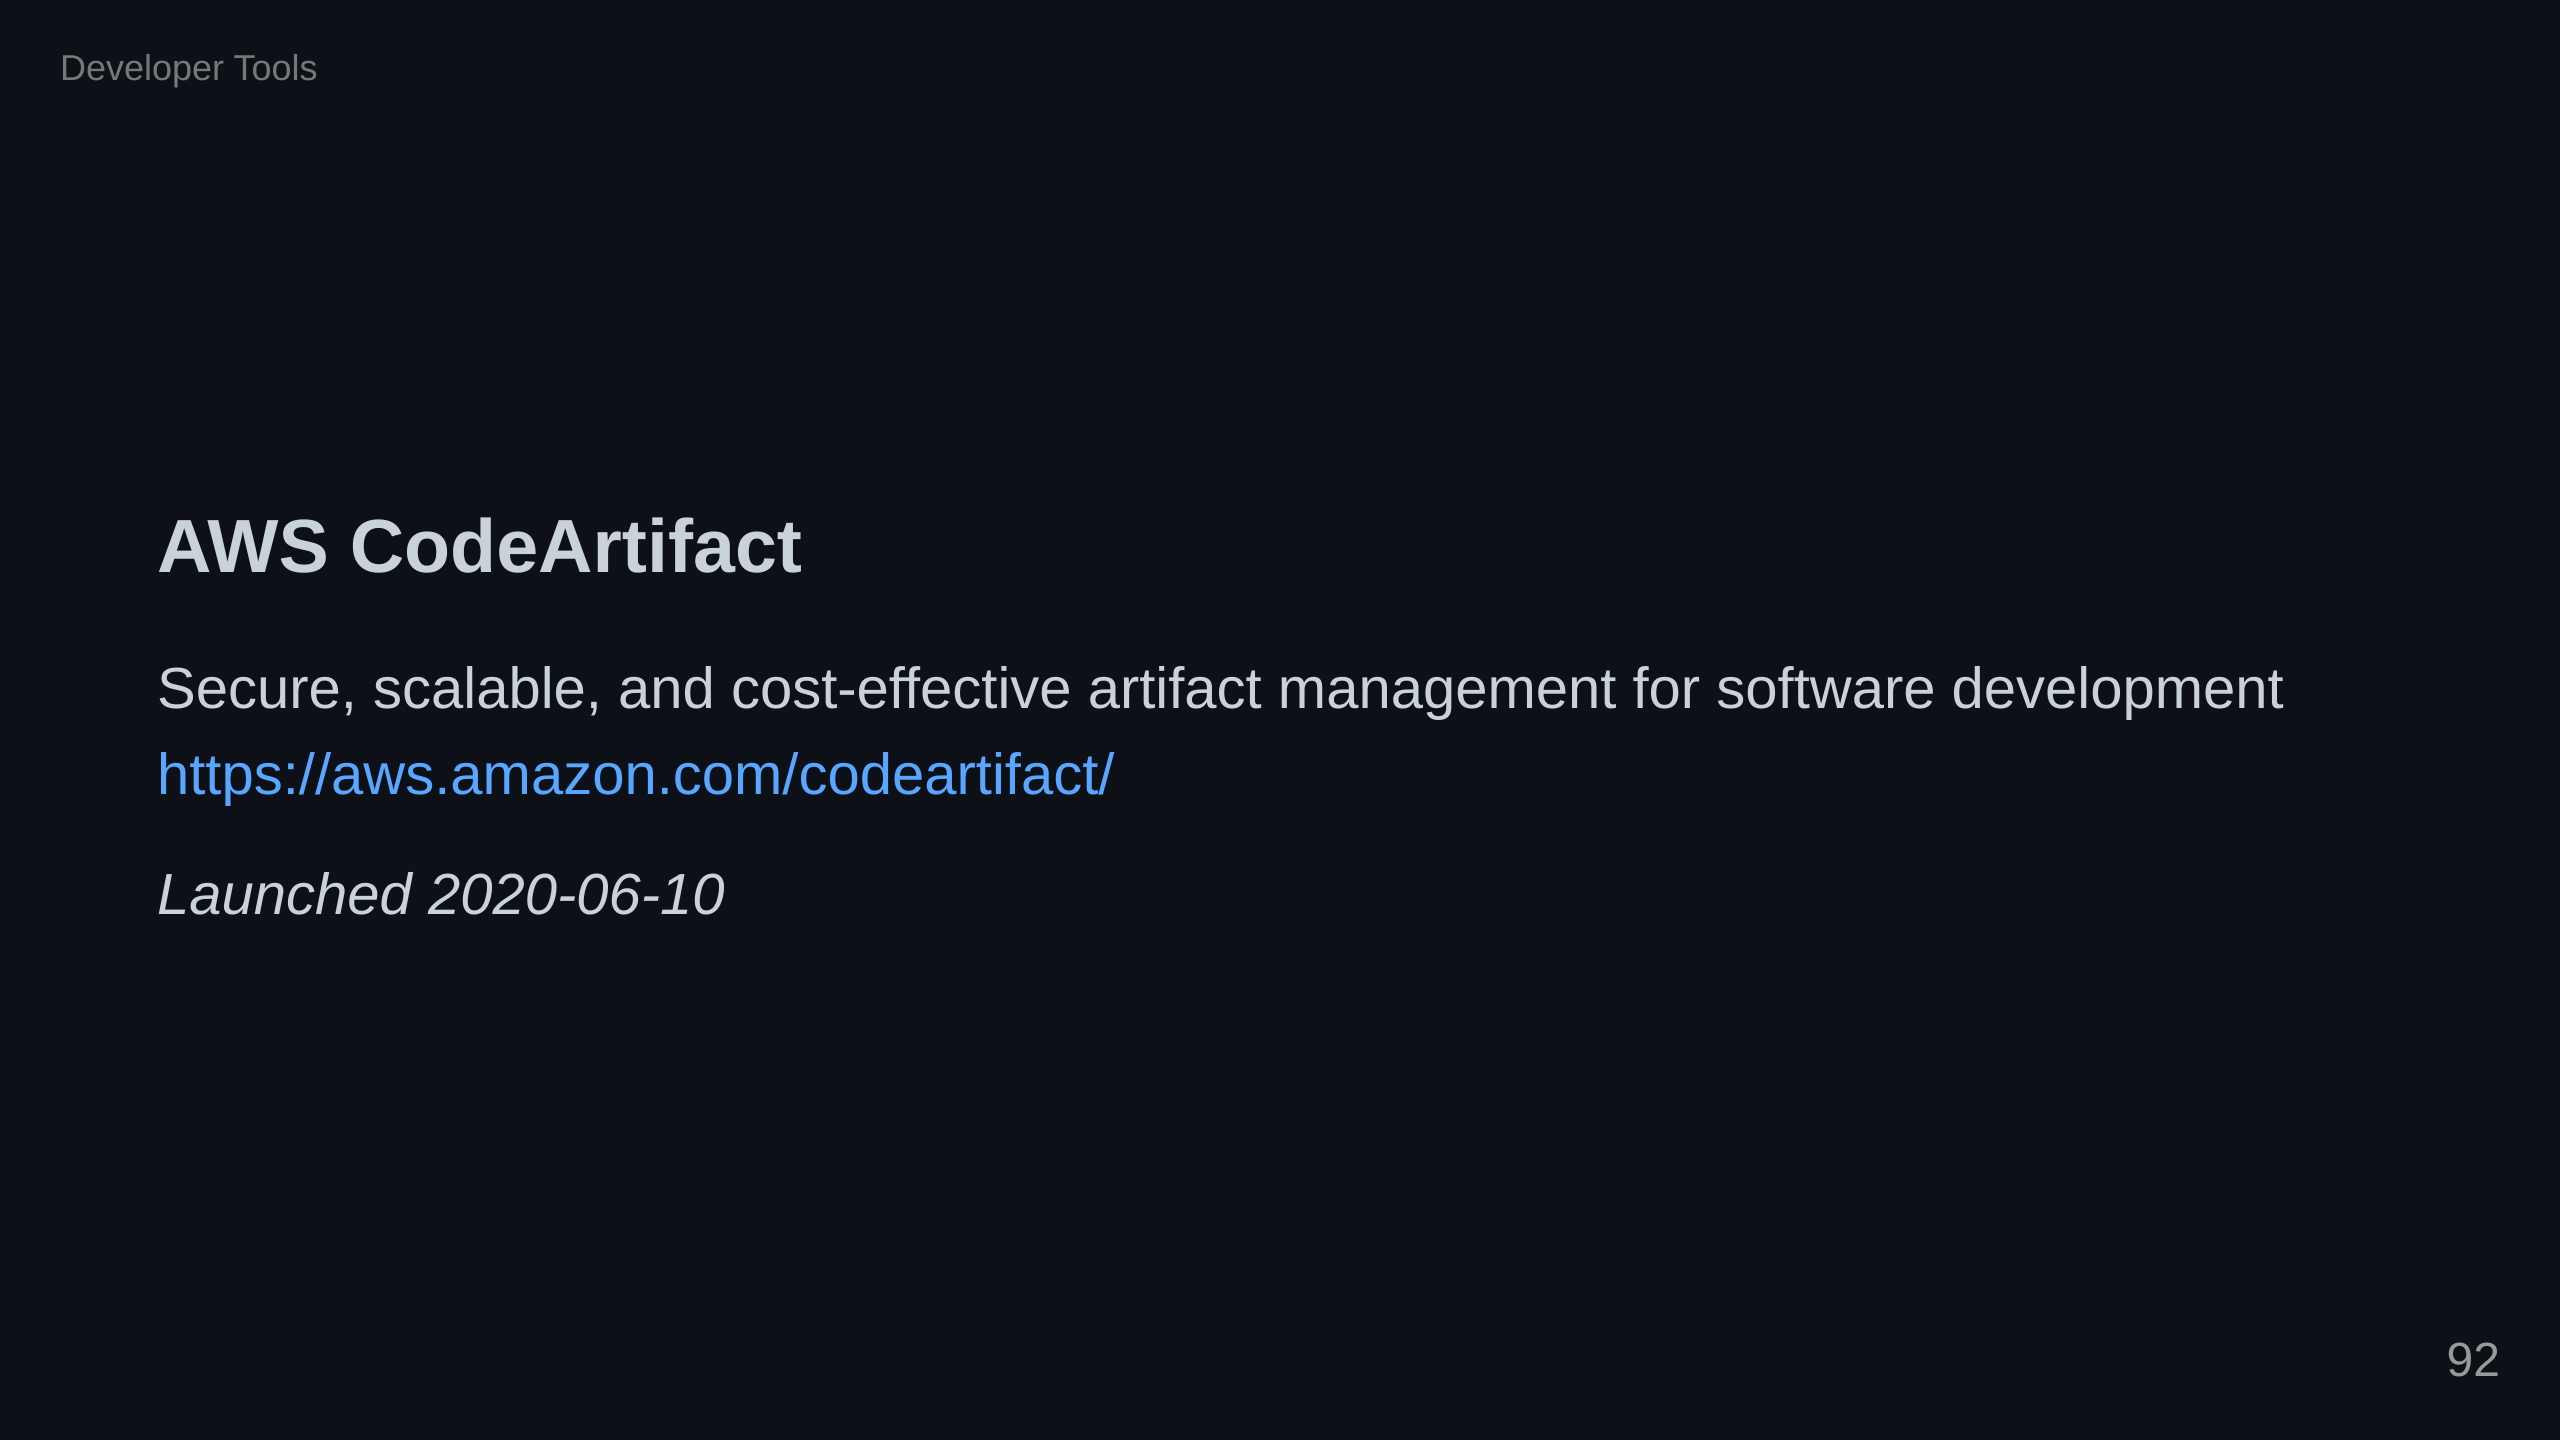 Developer Tools
AWS CodeArtifact
Secure, scalable, and cost-effective artifact management for software development
https://aws.amazon.com/codeartifact/
Launched 2020-06-10
92